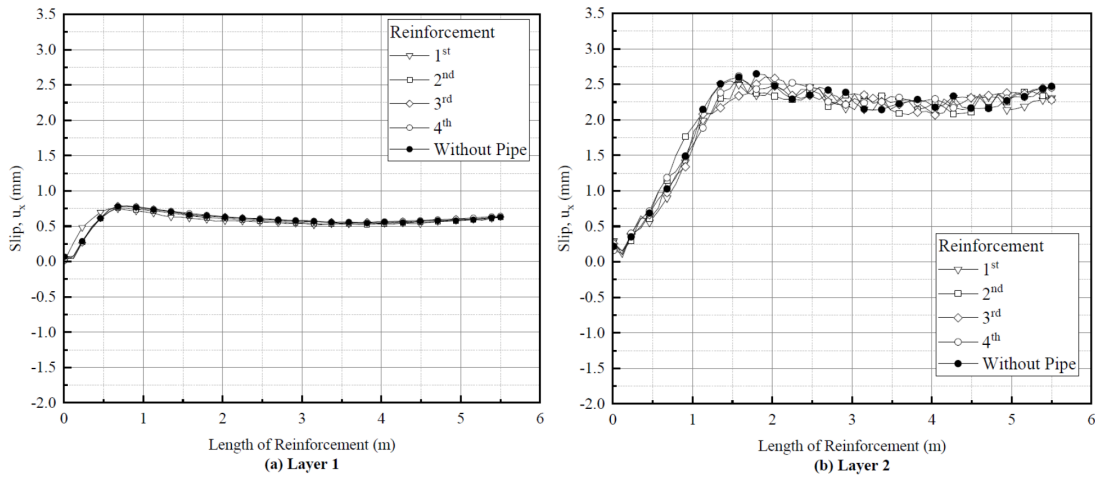 3.5
3.0
2.5
2.0
1.5
1.0
0.5
0.0
-0.5
-1.0
-1.5
-2.0
Slip, uₓ (mm)
Reinforcement
1ˢᵗ
2ⁿᵈ
3ʳᵈ
4ᵗʰ
Without Pipe
0 1 2 3 4 5 6
Length of Reinforcement (m)
(a) Layer 1
3.5
3.0
2.5
2.0
1.5
1.0
0.5
0.0
-0.5
-1.0
-1.5
-2.0
Slip, uₓ (mm)
Reinforcement
1ˢᵗ
2ⁿᵈ
3ʳᵈ
4ᵗʰ
Without Pipe
0 1 2 3 4 5 6
Length of Reinforcement (m)
(b) Layer 2